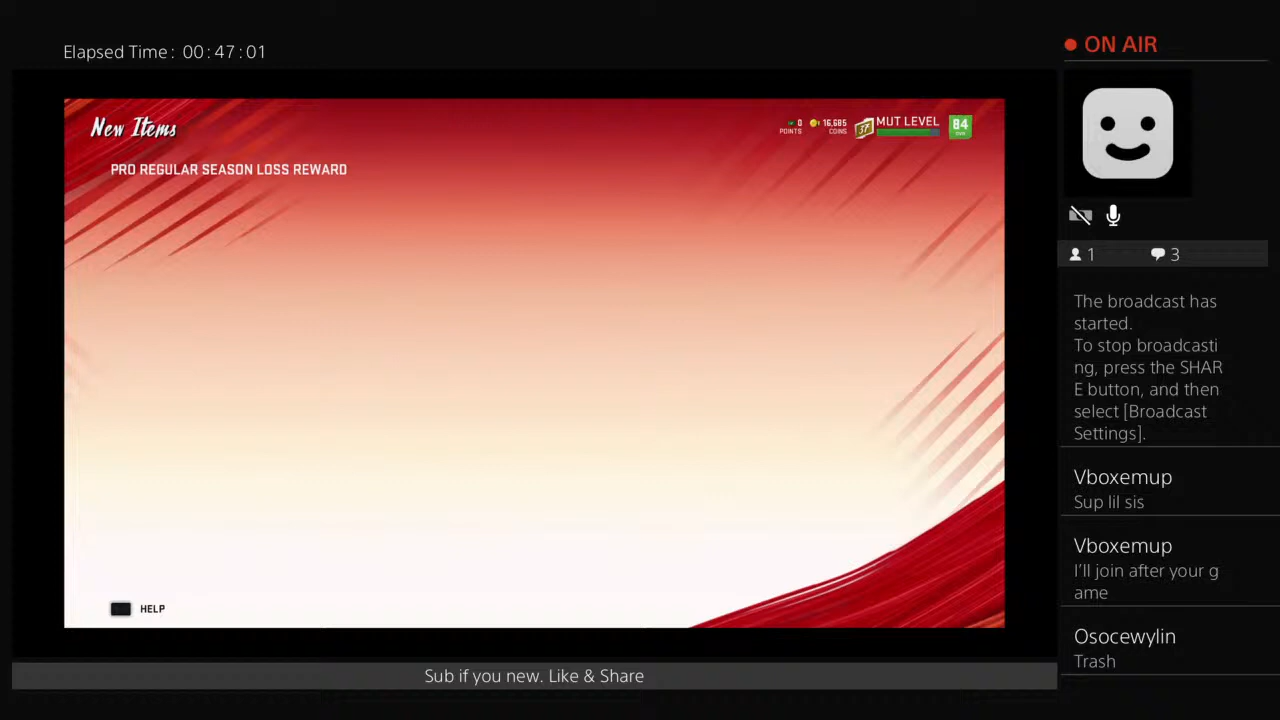 Elapsed Time: 00:47:01
ON AIR
New Items
0
POINTS
16,685
COINS
MUT LEVEL
84
OVR
PRO REGULAR SEASON LOSS REWARD
1
3
The broadcast has
started.
To stop broadcasti
ng, press the SHAR
E button, and then
select [Broadcast
Settings].
Vboxemup
Sup lil sis
Vboxemup
I'll join after your g
ame
Osocewylin
Trash
HELP
Sub if you new. Like & Share